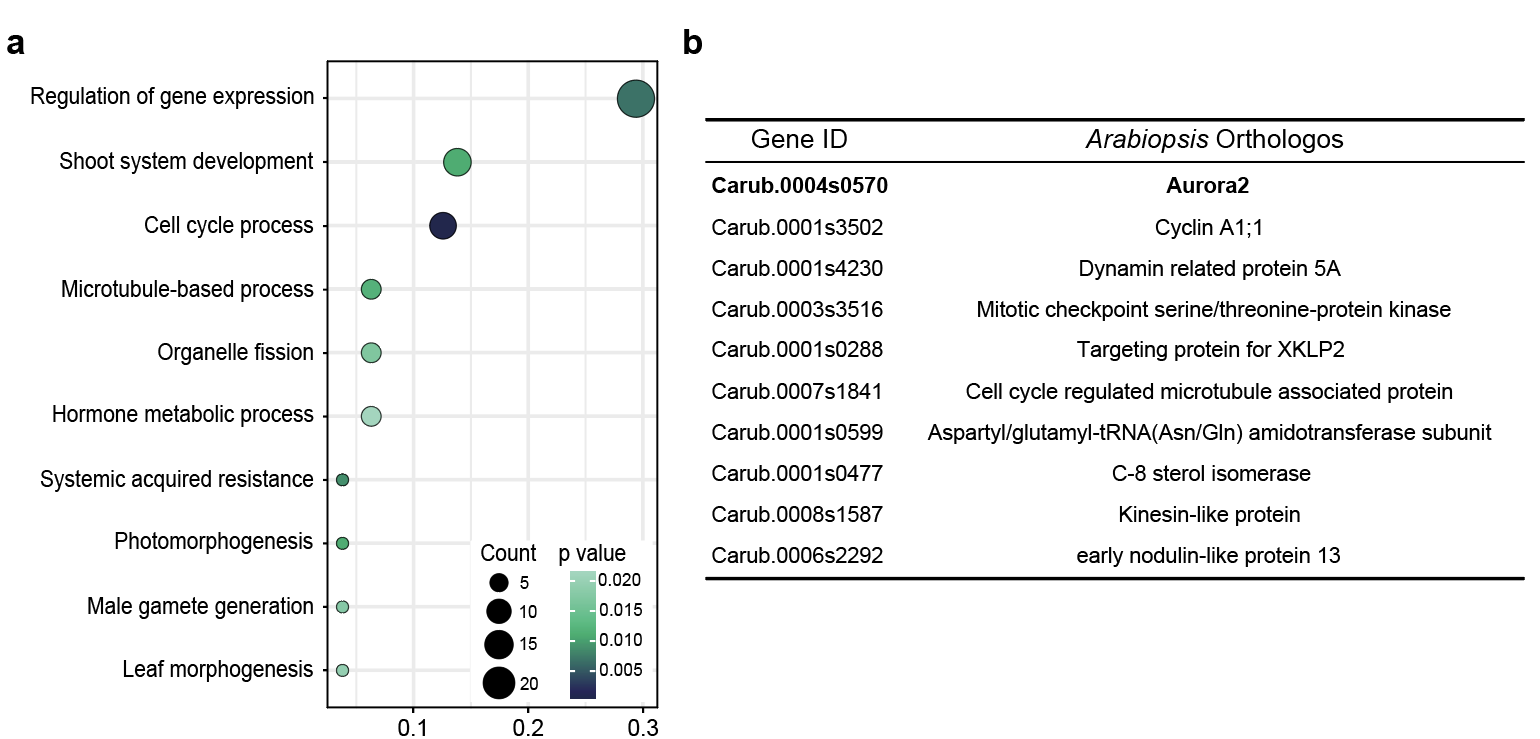 a
Regulation of gene expression
Shoot system development
Cell cycle process
Microtubule-based process
Organelle fission
Hormone metabolic process
Systemic acquired resistance
Photomorphogenesis
Male gamete generation
Leaf morphogenesis
Count
5
10
15
20
p value
0.020
0.015
0.010
0.005
0.1 0.2 0.3
b
Gene ID Arabiopsis Orthologos
Carub.0004s0570 Aurora2
Carub.0001s3502 Cyclin A1;1
Carub.0001s4230 Dynamin related protein 5A
Carub.0003s3516 Mitotic checkpoint serine/threonine-protein kinase
Carub.0001s0288 Targeting protein for XKLP2
Carub.0007s1841 Cell cycle regulated microtubule associated protein
Carub.0001s0599 Aspartyl/glutamyl-tRNA(Asn/Gln) amidotransferase subunit
Carub.0001s0477 C-8 sterol isomerase
Carub.0008s1587 Kinesin-like protein
Carub.0006s2292 early nodulin-like protein 13